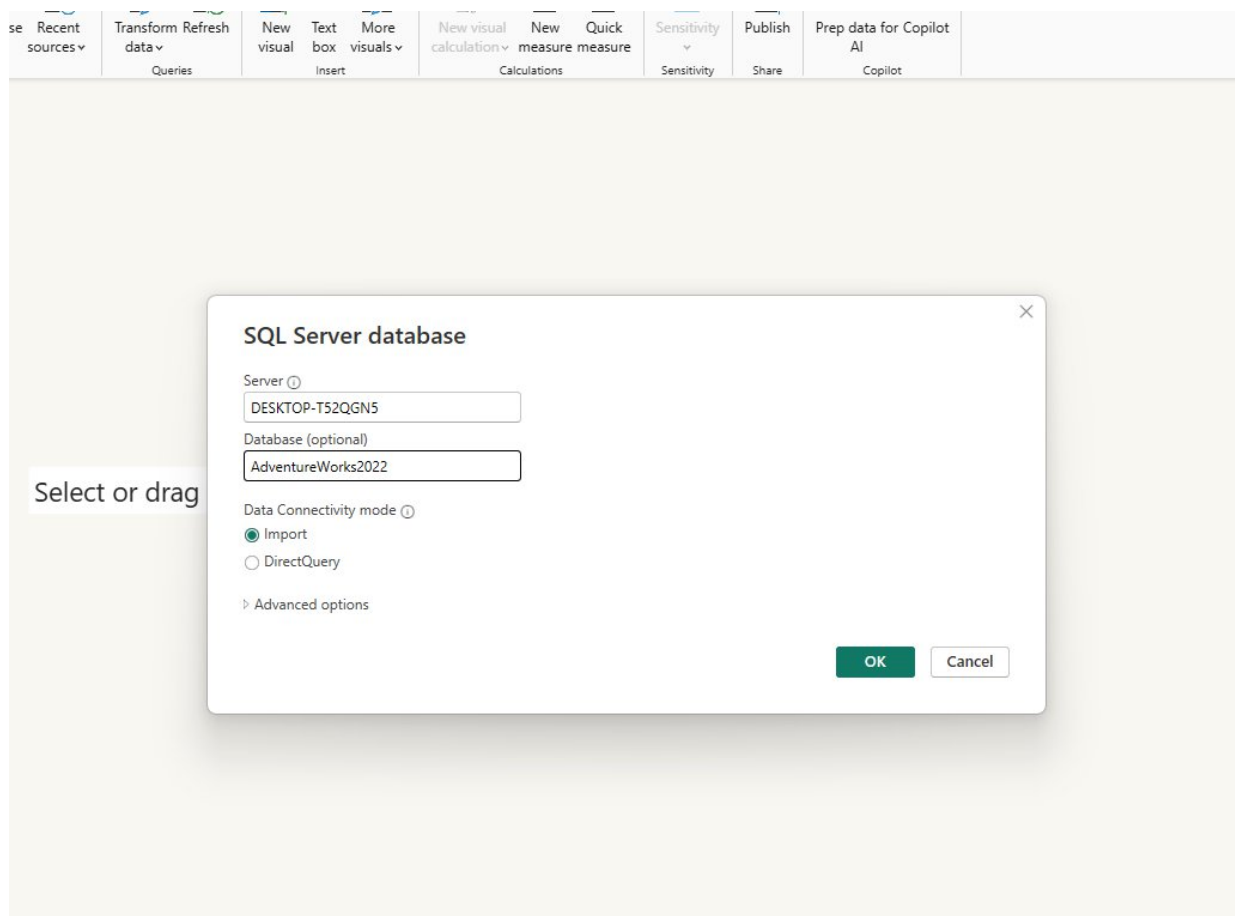 se Recent sources Transform data Refresh New visual Text box More visuals New visual calculation New measure Quick measure Sensitivity Publish Prep data for Copilot AI
Queries Insert Calculations Sensitivity Share Copilot
SQL Server database
Server
DESKTOP-T52QGN5
Database (optional)
AdventureWorks2022
Select or drag
Data Connectivity mode
Import
DirectQuery
Advanced options
OK Cancel